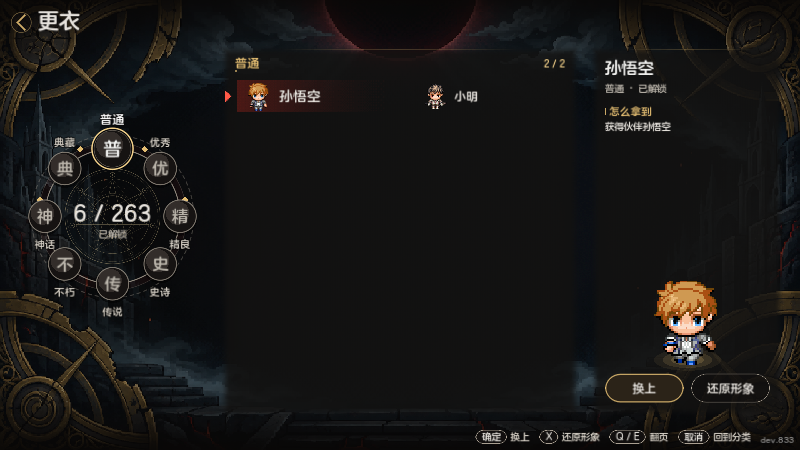 更衣
普通
典藏
优秀
普
典
优
神
6 / 263
已解锁
精
神话
精良
不
史
不朽
传
史诗
传说
普通
2 / 2
孙悟空
小明
孙悟空
普通 · 已解锁
怎么拿到
获得伙伴孙悟空
换上
还原形象
确定 换上 X 还原形象 Q / E 翻页 取消 回到分类
dev.833